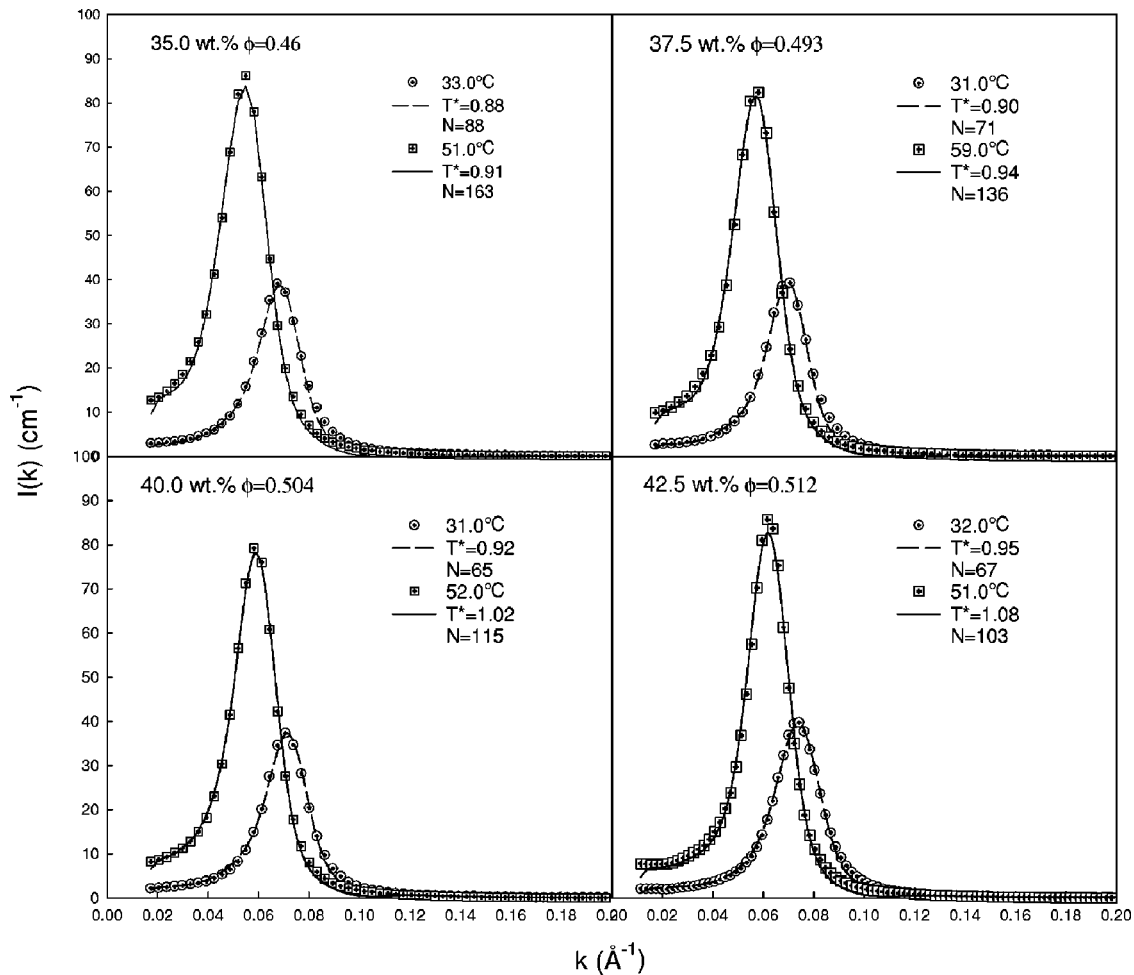 100
90
80
70
60
50
40
30
20
10
35.0 wt.% ϕ=0.46
33.0°C
T*=0.88
N=88
51.0°C
T*=0.91
N=163
37.5 wt.% ϕ=0.493
31.0°C
T*=0.90
N=71
59.0°C
T*=0.94
N=136
I(k) (cm⁻¹)
100
90
80
70
60
50
40
30
20
10
0
40.0 wt.% ϕ=0.504
31.0°C
T*=0.92
N=65
52.0°C
T*=1.02
N=115
42.5 wt.% ϕ=0.512
32.0°C
T*=0.95
N=67
51.0°C
T*=1.08
N=103
0.00 0.02 0.04 0.06 0.08 0.10 0.12 0.14 0.16 0.18 0.02 0.04 0.06 0.08 0.10 0.12 0.14 0.16 0.18 0.20
k (Å⁻¹)